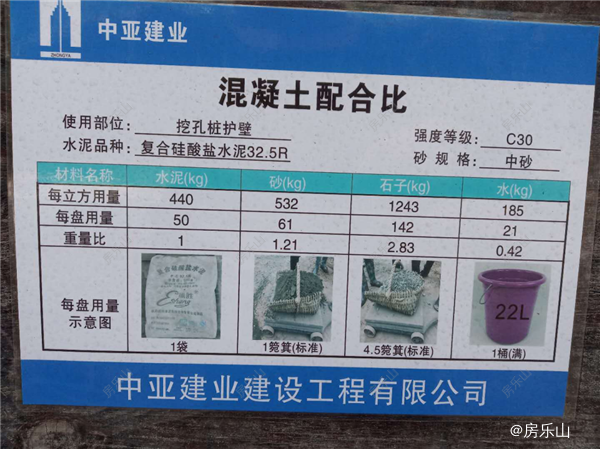 中亚建业
ZHONGYA
混凝土配合比
使用部位: 挖孔桩护壁
强度等级: C30
水泥品种: 复合硅酸盐水泥32.5R
砂 规 格: 中砂
材料名称 水泥(kg) 砂(kg) 石子(kg) 水(kg)
每立方用量 440 532 1243 185
每盘用量 50 61 142 21
重量比 1 1.21 2.83 0.42
每盘用量
示意图
22L
1袋 1筢箕(标准) 4.5筢箕(标准) 1桶(满)
中亚建业建设工程有限公司
@房乐山